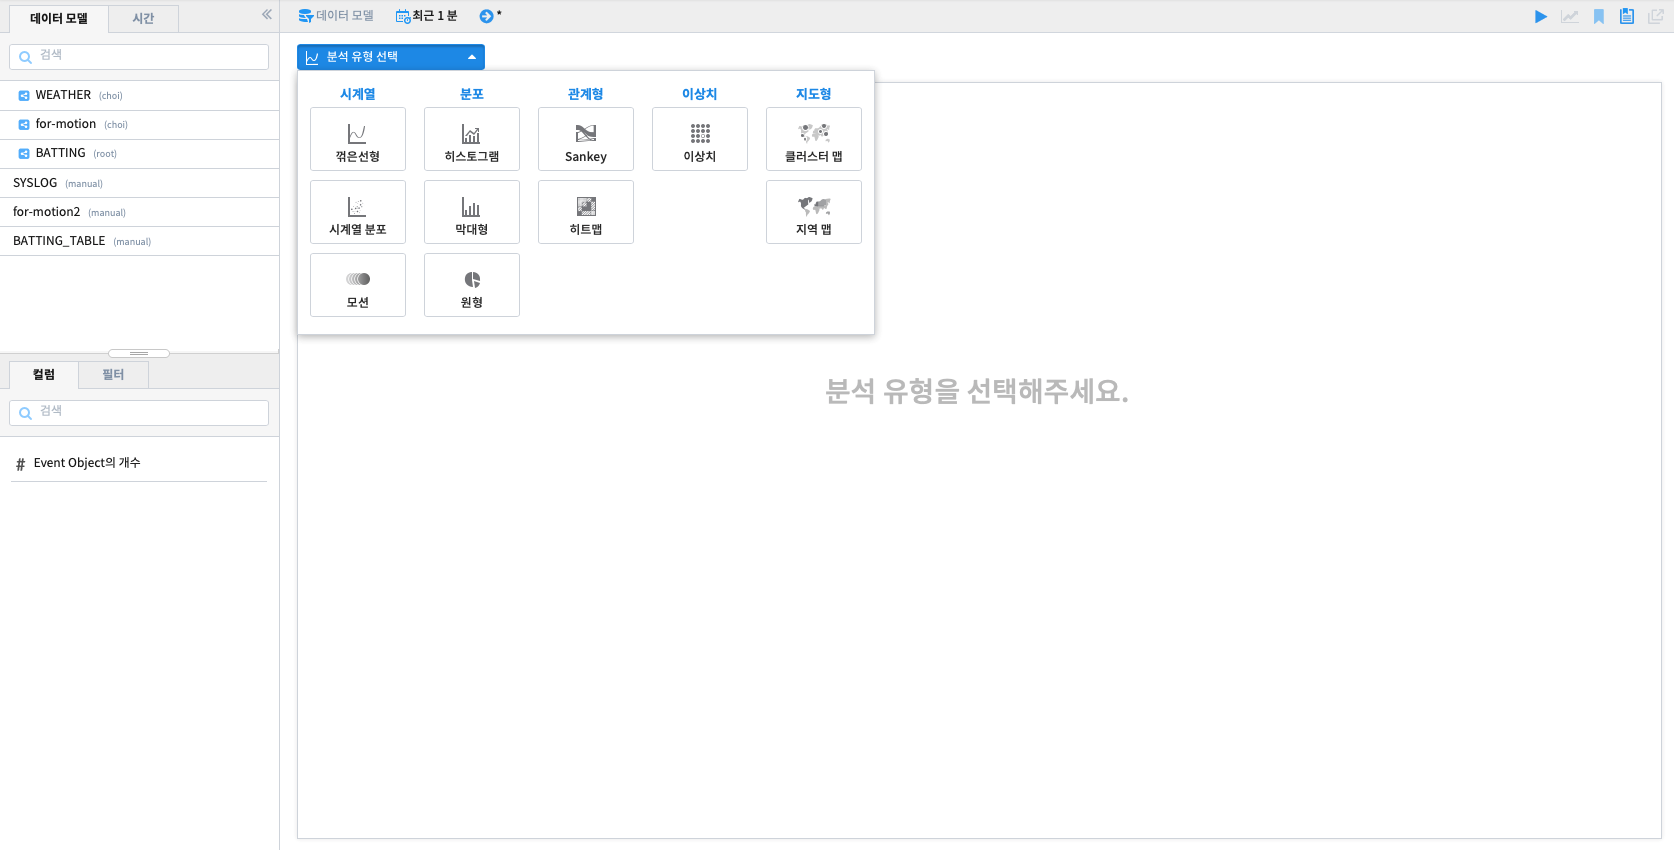 데이터 모델
시간
데이터 모델
최근 1 분
*
검색
분석 유형 선택
WEATHER (choi)
for-motion (choi)
BATTING (root)
SYSLOG (manual)
for-motion2 (manual)
BATTING_TABLE (manual)
시계열
분포
관계형
이상치
지도형
꺾은선형
히스토그램
Sankey
이상치
클러스터 맵
시계열 분포
막대형
히트맵
지역 맵
모션
원형
컬럼
필터
검색
# Event Object의 개수
분석 유형을 선택해주세요.